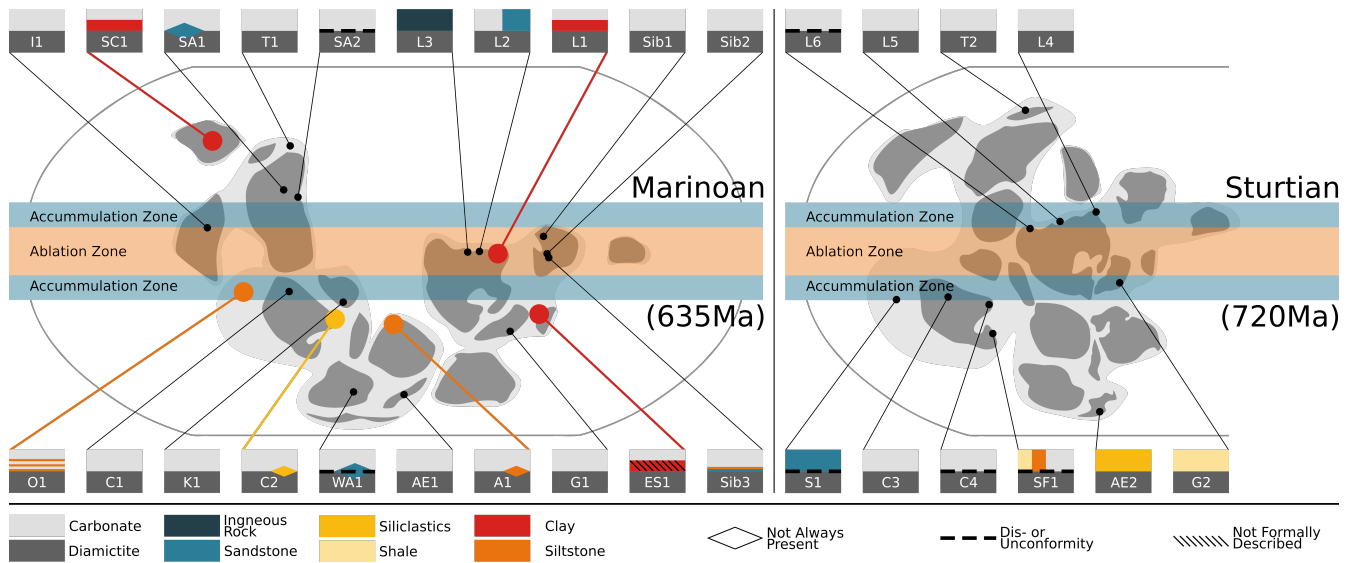 I1 SC1 SA1 T1 SA2 L3 L2 L1 Sib1 Sib2 L6 L5 T2 L4
Marinoan Sturtian
Accummulation Zone Accummulation Zone
Ablation Zone Ablation Zone
Accummulation Zone Accummulation Zone
(635Ma) (720Ma)
O1 C1 K1 C2 WA1 AE1 A1 G1 ES1 Sib3 S1 C3 C4 SF1 AE2 G2
Carbonate Ingneous Siliclastics Clay Not Always Dis- or Not Formally
Rock Present Unconformity Described
Diamictite Sandstone Shale Siltstone